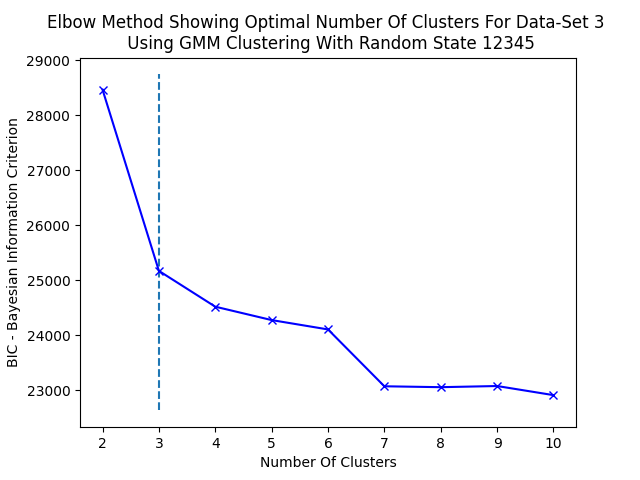 Elbow Method Showing Optimal Number Of Clusters For Data-Set 3
Using GMM Clustering With Random State 12345
29000
28000
27000
26000
25000
24000
23000
BIC - Bayesian Information Criterion
2 3 4 5 6 7 8 9 10
Number Of Clusters